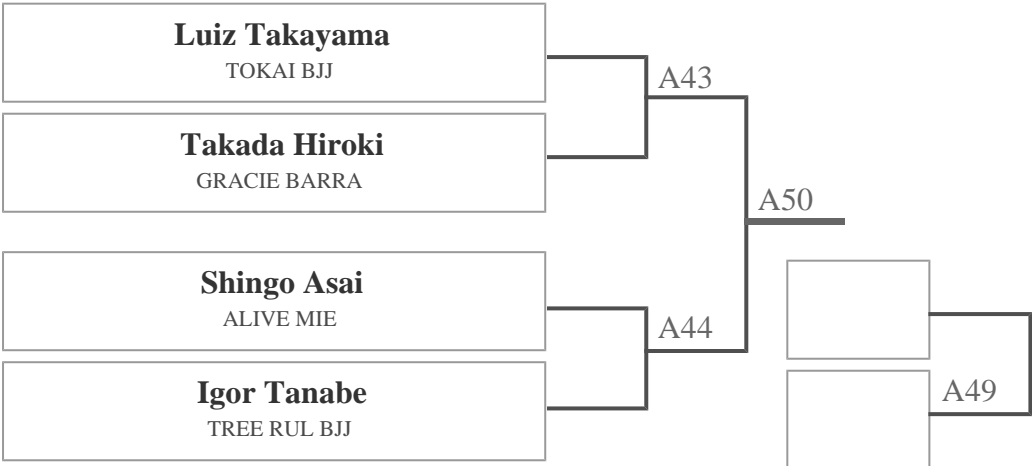 Luiz Takayama
TOKAI BJJ
A43
Takada Hiroki
GRACIE BARRA
A50
Shingo Asai
ALIVE MIE
A44
Igor Tanabe
TREE RUL BJJ
A49